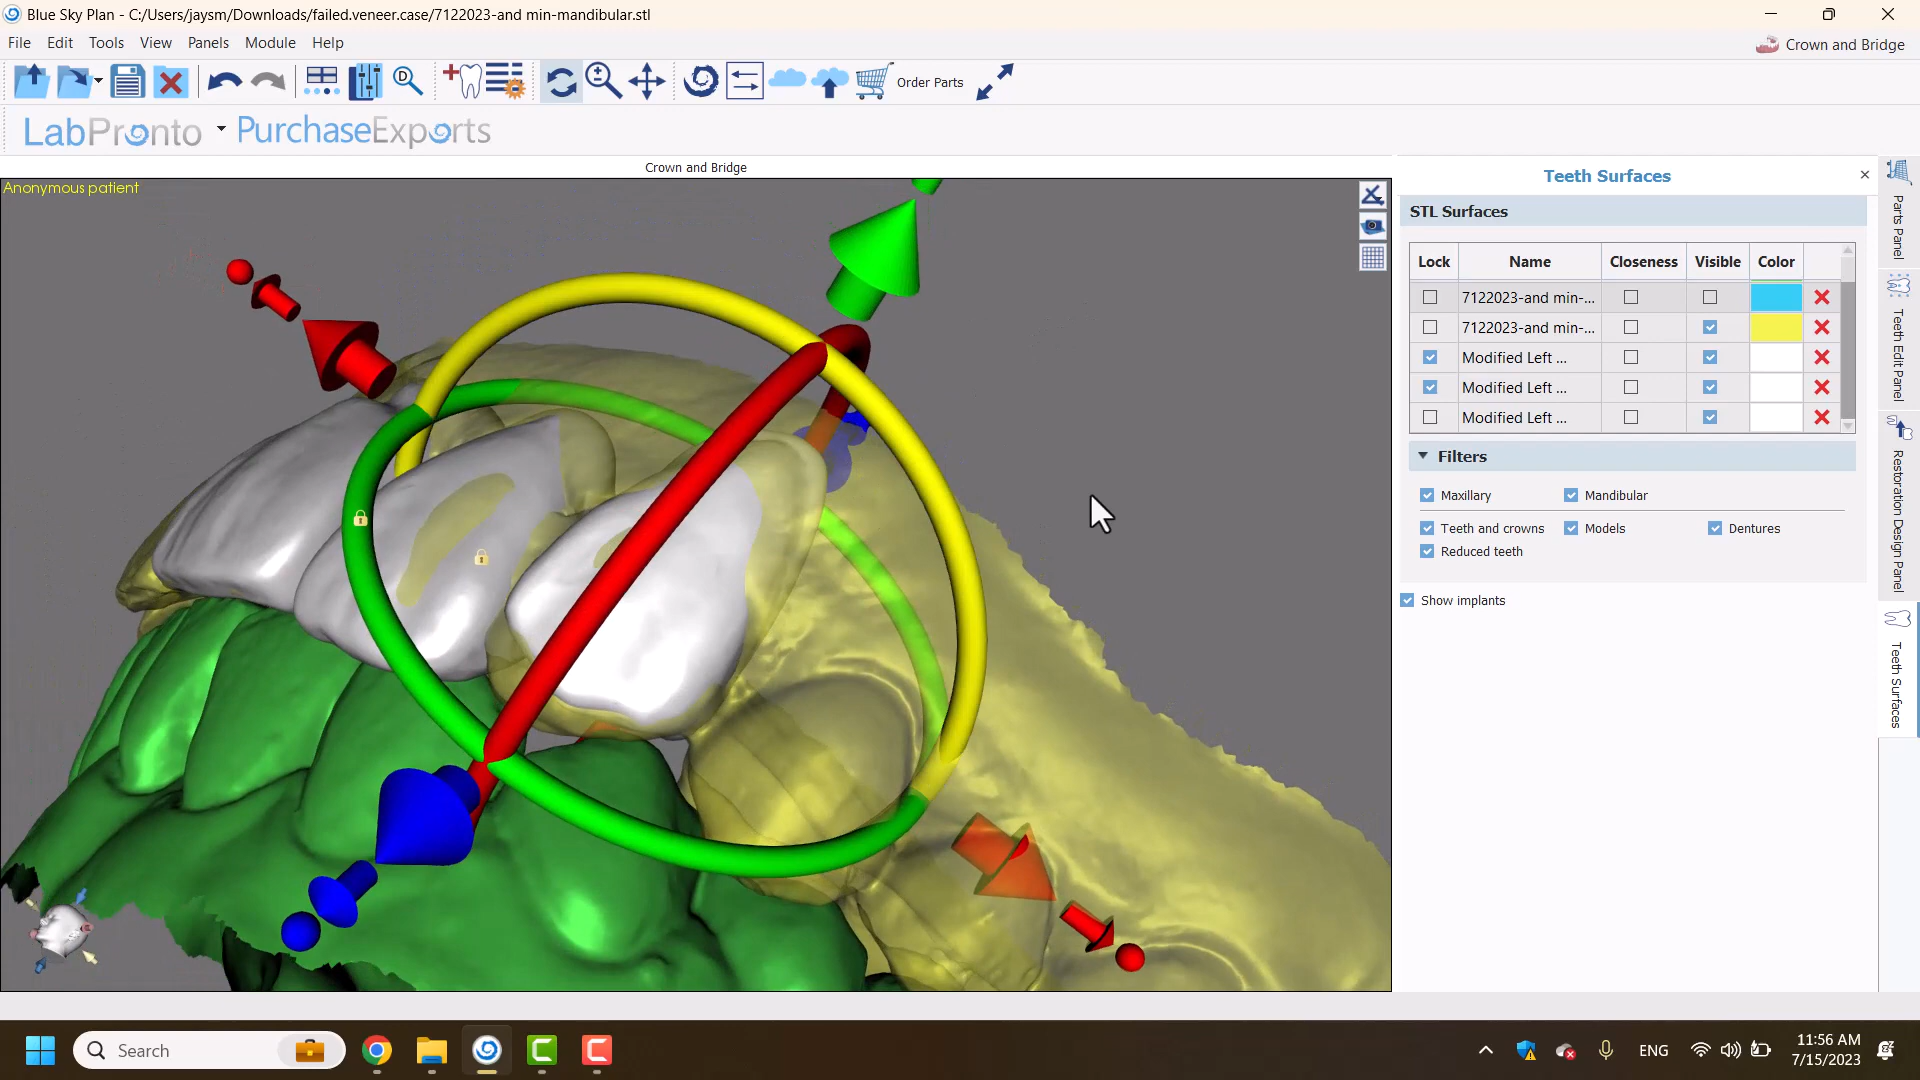 Blue Sky Plan - C:/Users/jaysm/Downloads/failed.veneer.case/7122023-and min-mandibular.stl
File Edit Tools View Panels Module Help
Crown and Bridge
D
Order Parts
LabPronto PurchaseExports
Crown and Bridge
Anonymous patient
Teeth Surfaces
STL Surfaces
Lock Name Closeness Visible Color
7122023-and min-...
7122023-and min-...
Modified Left ...
Modified Left ...
Modified Left ...
Filters
Maxillary Mandibular
Teeth and crowns Models Dentures
Reduced teeth
Show implants
Parts Panel
Teeth Edit Panel
Restoration Design Panel
Teeth Surfaces
Search
ENG
11:56 AM
7/15/2023